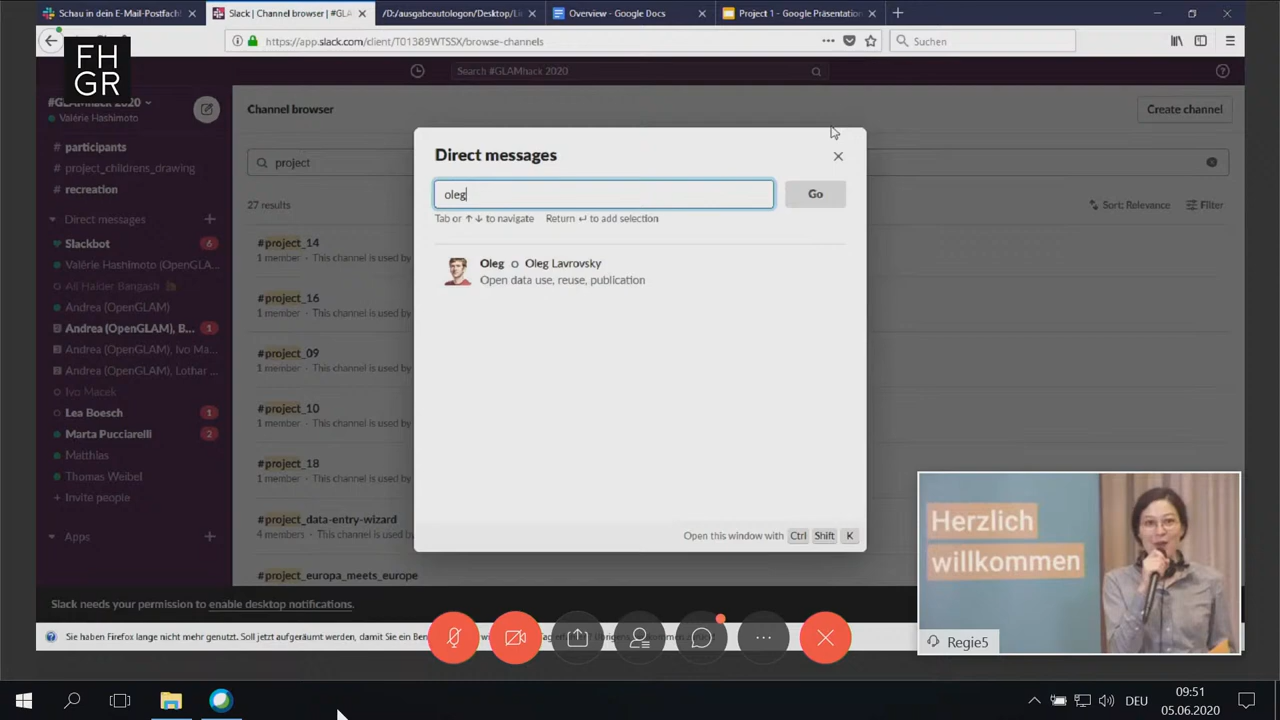 Schau in dein E-Mail-Postfach!
Slack | Channel browser | #GLA
/D:/ausgabeautologon/Desktop/Li
Overview - Google Docs
Project 1 - Google Präsentation
https://app.slack.com/client/T01389WTSSX/browse-channels
Suchen
FH
GR
Search #GLAMhack 2020
#GLAMhack 2020
Valérie Hashimoto
# participants
# project_childrens_drawing
# recreation
Direct messages
Slackbot 6
Valérie Hashimoto (OpenGLA...
Ali Haider Bangash
Andrea (OpenGLAM)
Andrea (OpenGLAM), B... 1
Andrea (OpenGLAM), Ivo Ma...
Andrea (OpenGLAM), Lothar ...
Ivo Macek
Lea Boesch 1
Marta Pucciarelli 2
Matthias
Thomas Weibel
+ Invite people
Apps
Channel browser
Create channel
project
27 results
Sort: Relevance
Filter
#project_14
1 member · This channel is used by
#project_16
1 member · This channel is used by
#project_09
1 member · This channel is used by
#project_10
1 member · This channel is used by
#project_18
1 member · This channel is used by
#project_data-entry-wizard
4 members · This channel is used by
#project_europa_meets_europe
Direct messages
oleg
Go
Tab or ↑ ↓ to navigate Return ↵ to add selection
Oleg Oleg Lavrovsky
Open data use, reuse, publication
Open this window with Ctrl Shift K
Slack needs your permission to enable desktop notifications.
Sie haben Firefox lange nicht mehr genutzt. Soll jetzt aufgeräumt werden, damit Sie ein Ben
Herzlich
willkommen
Regie5
DEU
09:51
05.06.2020